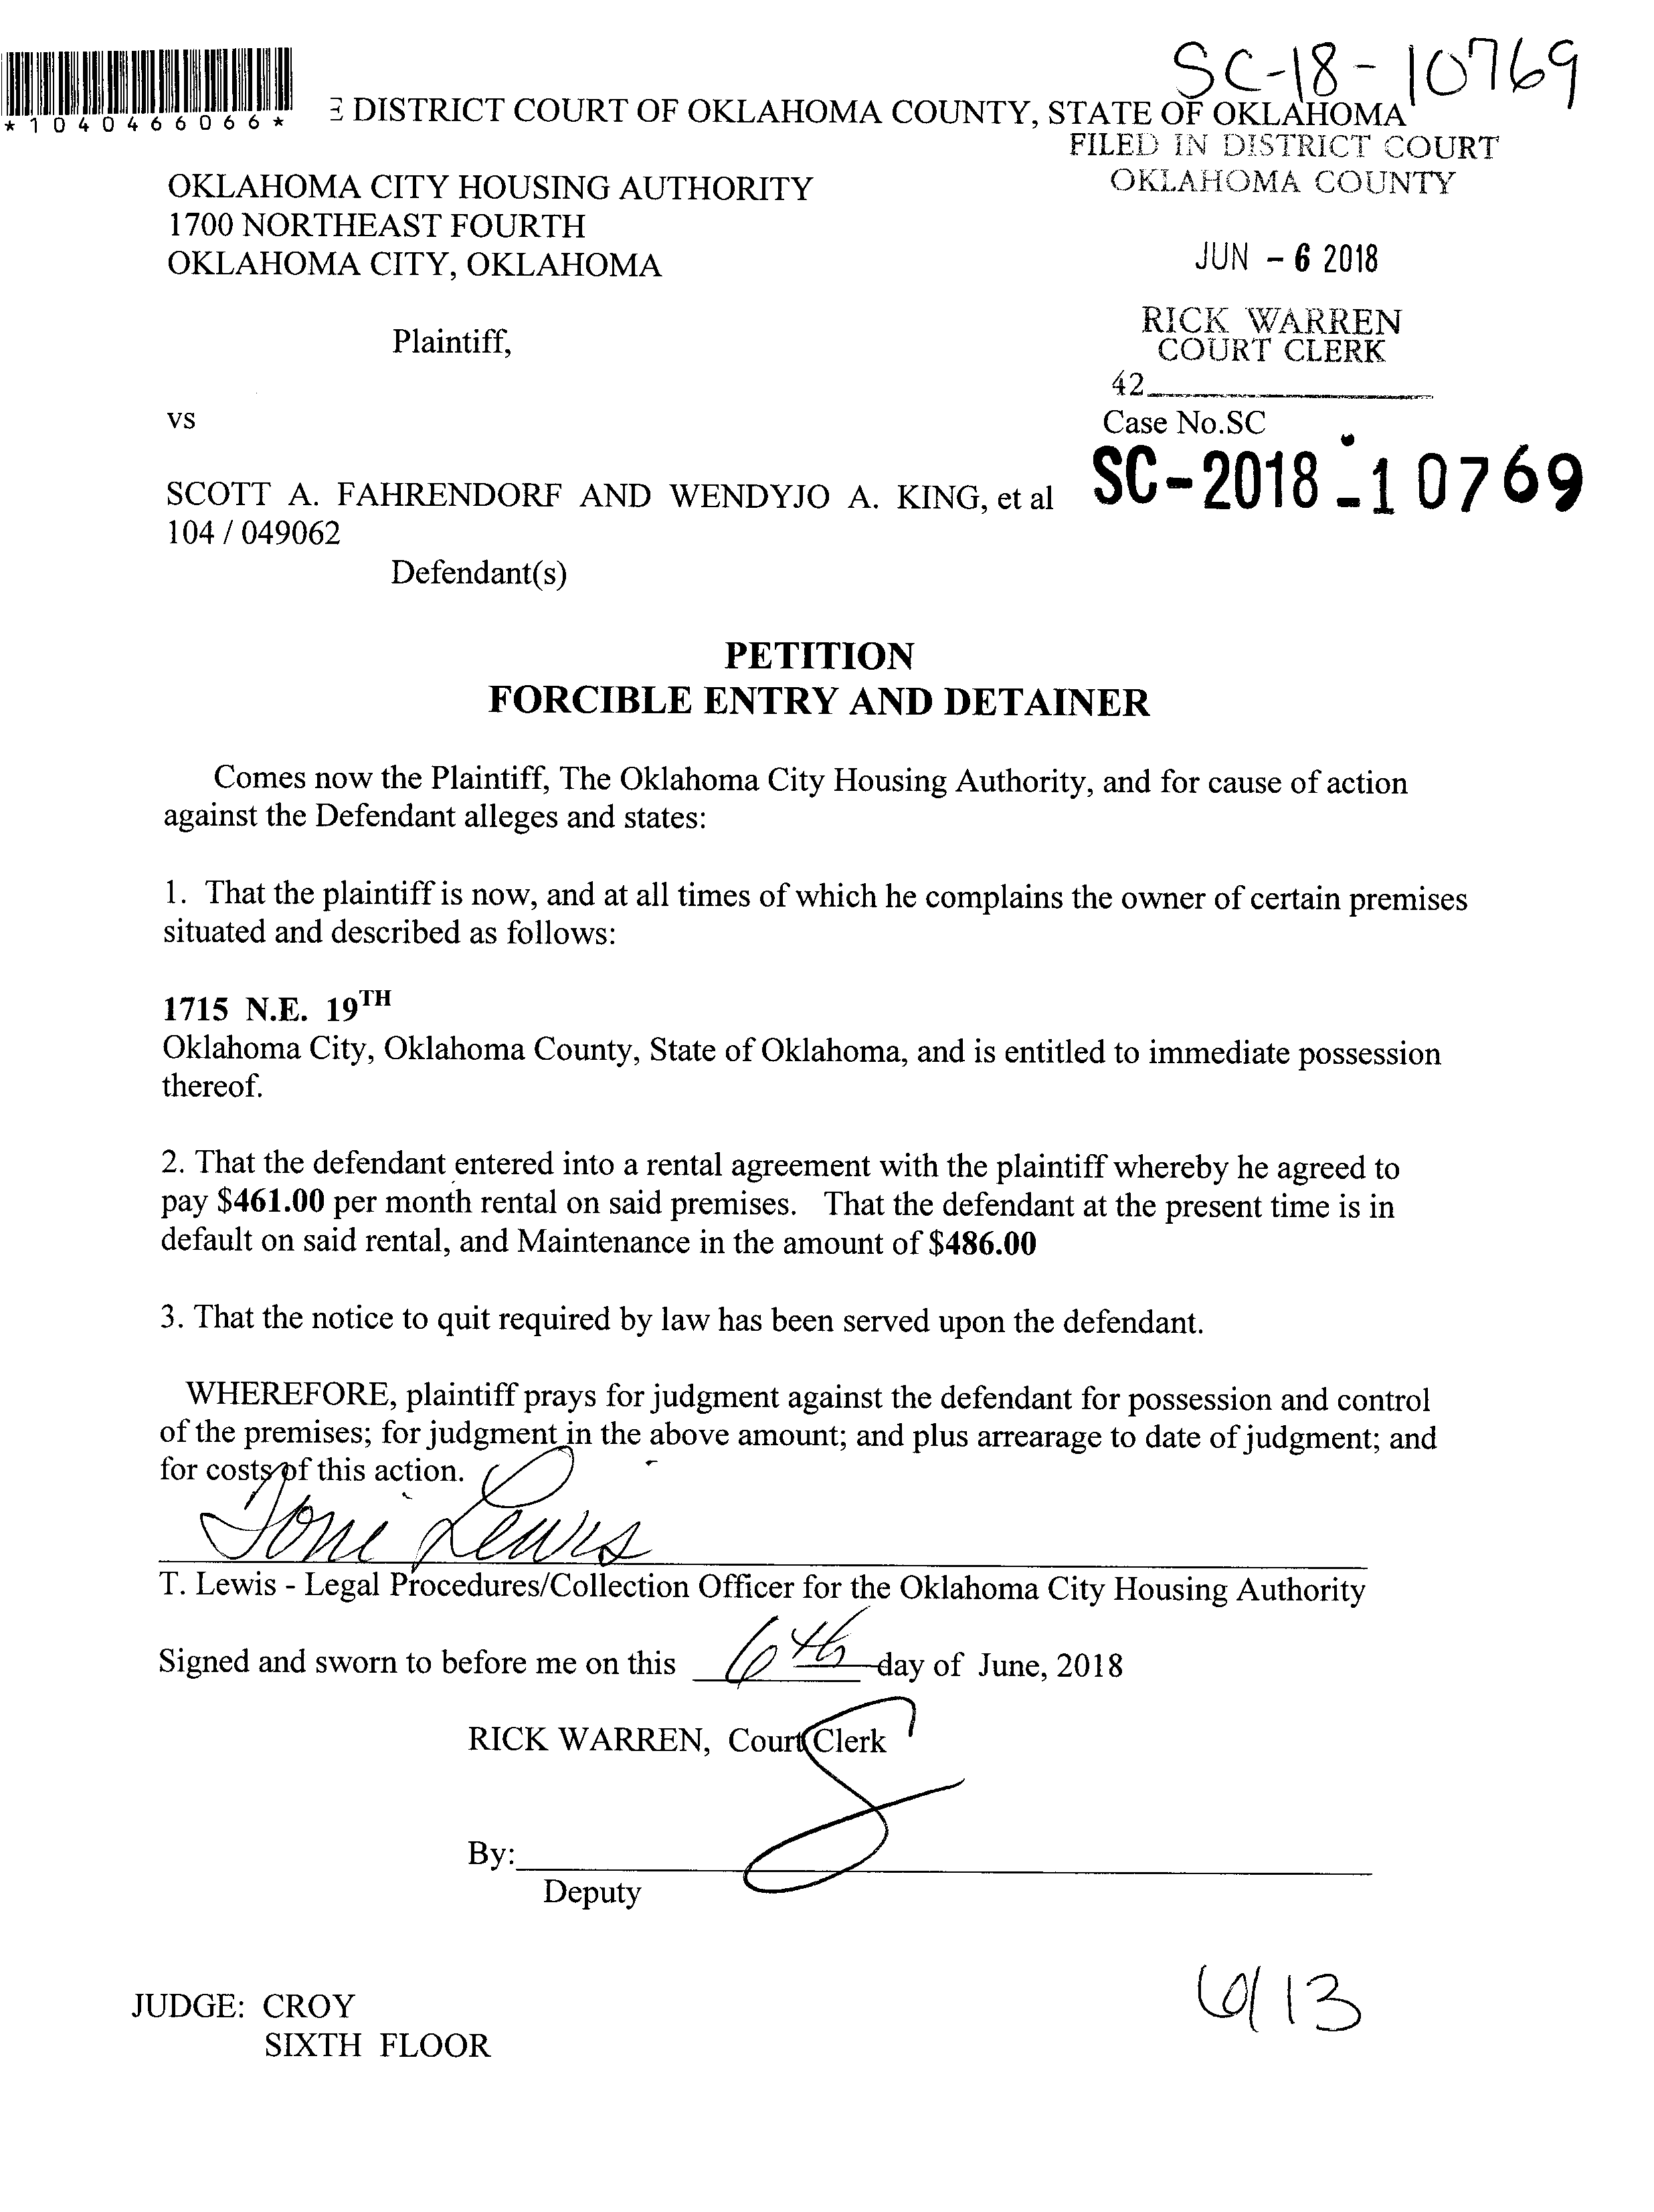 SC-18-10769
*1040466066*
E DISTRICT COURT OF OKLAHOMA COUNTY, STATE OF OKLAHOMA
FILED IN DISTRICT COURT
OKLAHOMA COUNTY
OKLAHOMA CITY HOUSING AUTHORITY
1700 NORTHEAST FOURTH
OKLAHOMA CITY, OKLAHOMA
JUN - 6 2018
RICK WARREN
COURT CLERK
Plaintiff,
42
vs
Case No.SC
SC-2018-10769
SCOTT A. FAHRENDORF AND WENDYJO A. KING, et al
104 / 049062
Defendant(s)
PETITION
FORCIBLE ENTRY AND DETAINER
Comes now the Plaintiff, The Oklahoma City Housing Authority, and for cause of action
against the Defendant alleges and states:
1. That the plaintiff is now, and at all times of which he complains the owner of certain premises
situated and described as follows:
1715 N.E. 19TH
Oklahoma City, Oklahoma County, State of Oklahoma, and is entitled to immediate possession
thereof.
2. That the defendant entered into a rental agreement with the plaintiff whereby he agreed to
pay $461.00 per month rental on said premises. That the defendant at the present time is in
default on said rental, and Maintenance in the amount of $486.00
3. That the notice to quit required by law has been served upon the defendant.
WHEREFORE, plaintiff prays for judgment against the defendant for possession and control
of the premises; for judgment in the above amount; and plus arrearage to date of judgment; and
for costs of this action.
Toni Lewis
T. Lewis - Legal Procedures/Collection Officer for the Oklahoma City Housing Authority
Signed and sworn to before me on this 6th day of June, 2018
RICK WARREN, Court Clerk
By:
Deputy
JUDGE: CROY
SIXTH FLOOR
6/13